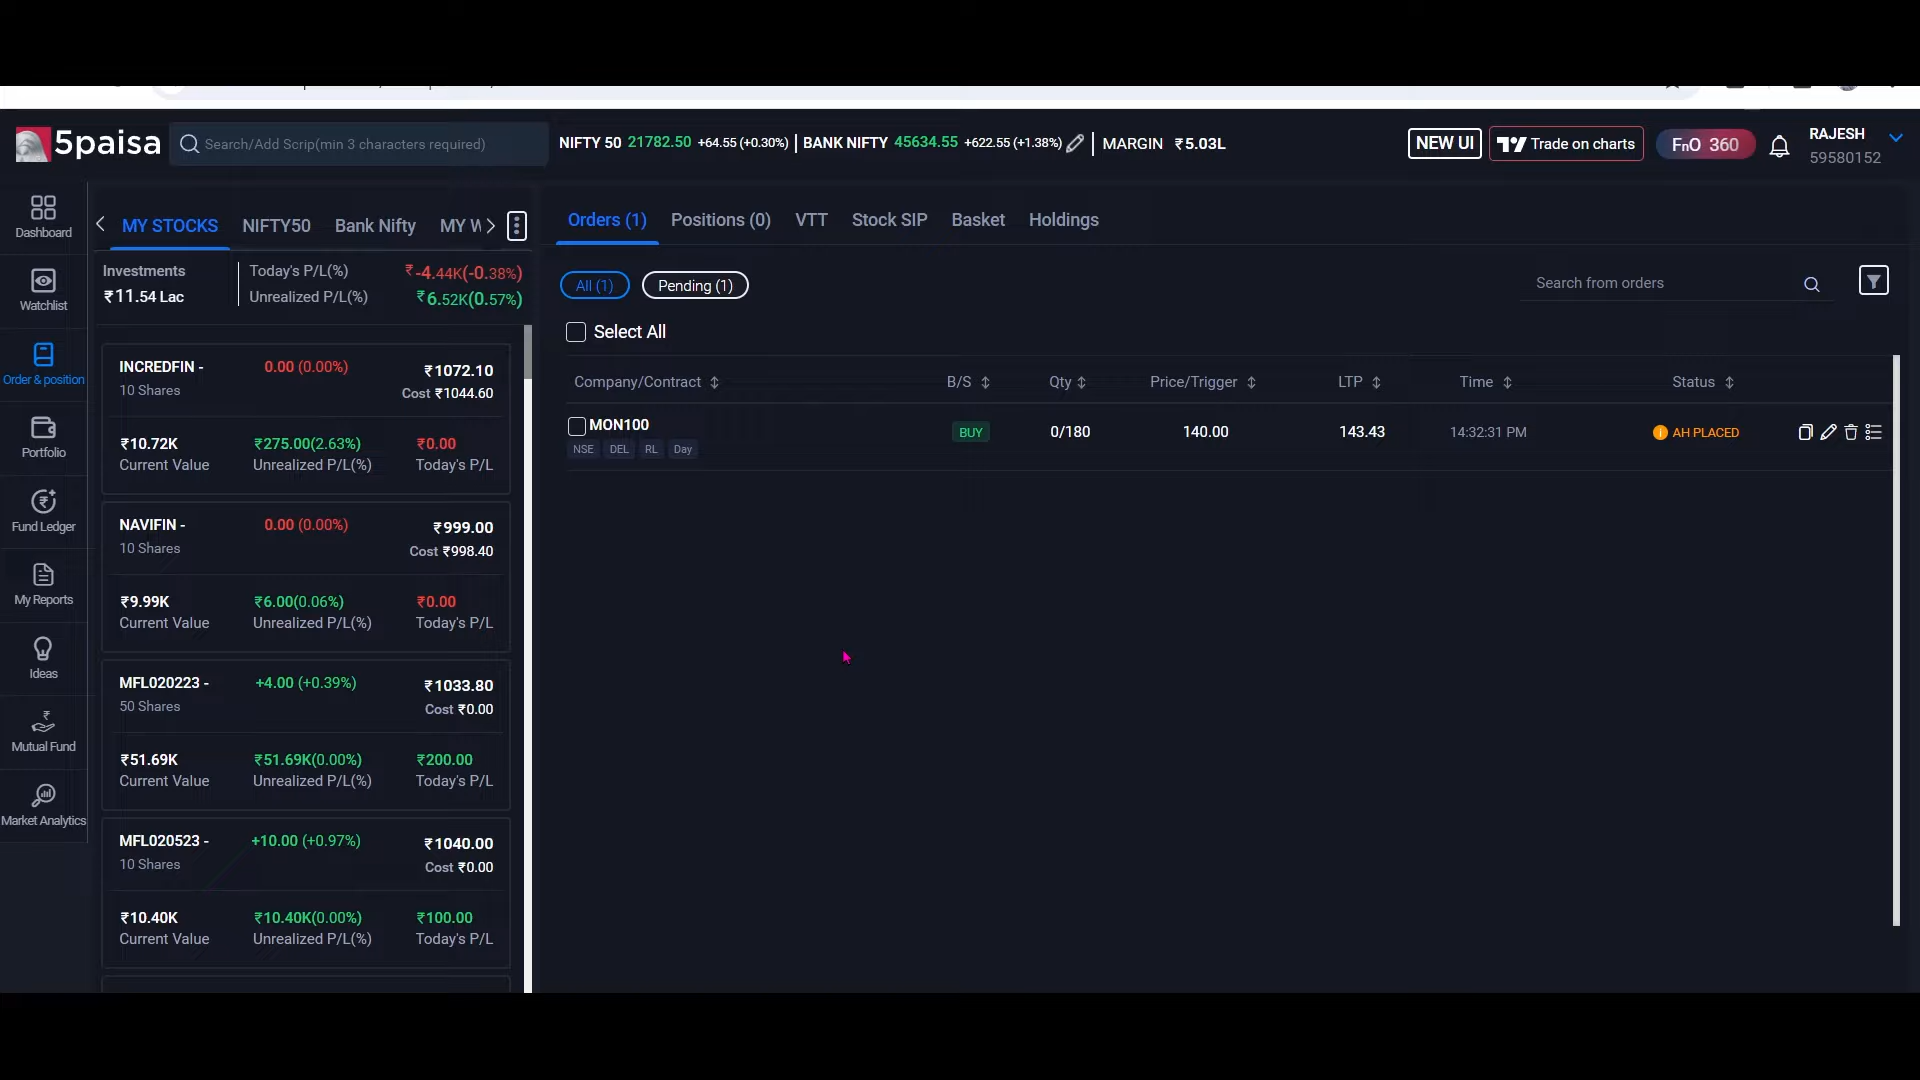 5paisa
Search/Add Scrip(min 3 characters required)
NIFTY 50 21782.50 +64.55 (+0.30%) | BANK NIFTY 45634.55 +622.55 (+1.38%) | MARGIN ₹5.03L
NEW UI
Trade on charts
FnO 360
RAJESH
59580152
Dashboard
Watchlist
Order & position
Portfolio
Fund Ledger
My Reports
Ideas
Mutual Fund
Market Analytics
MY STOCKS NIFTY50 Bank Nifty MY W
Investments
₹11.54 Lac
Today's P/L(%) ₹-4.44K(-0.38%)
Unrealized P/L(%) ₹6.52K(0.57%)
INCREDFIN - 0.00 (0.00%) ₹1072.10
10 Shares Cost ₹1044.60
₹10.72K ₹275.00(2.63%) ₹0.00
Current Value Unrealized P/L(%) Today's P/L
NAVIFIN - 0.00 (0.00%) ₹999.00
10 Shares Cost ₹998.40
₹9.99K ₹6.00(0.06%) ₹0.00
Current Value Unrealized P/L(%) Today's P/L
MFL020223 - +4.00 (+0.39%) ₹1033.80
50 Shares Cost ₹0.00
₹51.69K ₹51.69K(0.00%) ₹200.00
Current Value Unrealized P/L(%) Today's P/L
MFL020523 - +10.00 (+0.97%) ₹1040.00
10 Shares Cost ₹0.00
₹10.40K ₹10.40K(0.00%) ₹100.00
Current Value Unrealized P/L(%) Today's P/L
Orders (1) Positions (0) VTT Stock SIP Basket Holdings
All (1) Pending (1)
Search from orders
Select All
Company/Contract B/S Qty Price/Trigger LTP Time Status
MON100 BUY 0/180 140.00 143.43 14:32:31 PM AH PLACED
NSE DEL RL Day